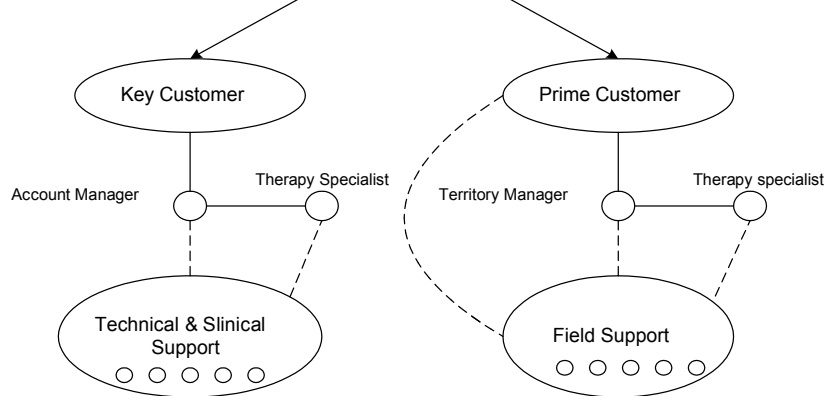 Key Customer
Prime Customer
Account Manager
Therapy Specialist
Territory Manager
Therapy specialist
Technical & Slinical
Support
Field Support